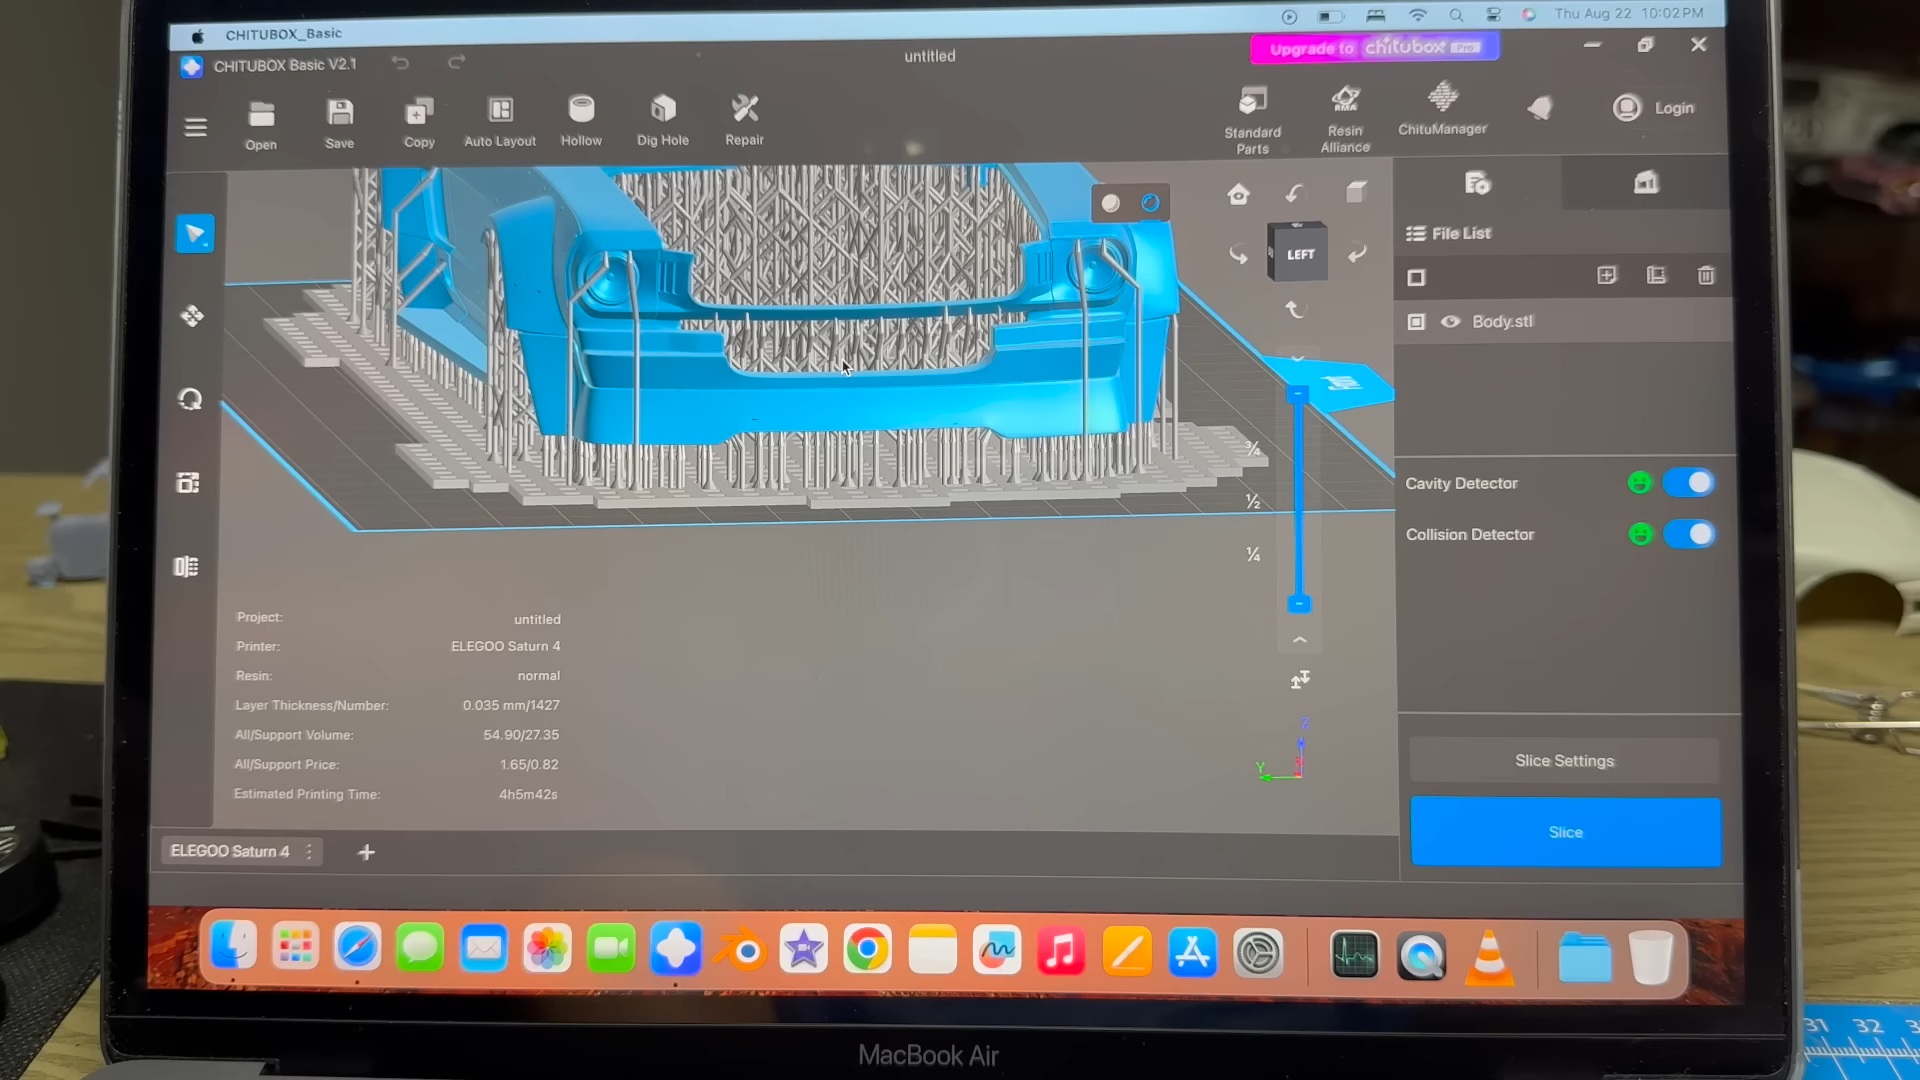 CHITUBOX_Basic
Thu Aug 22 10:02 PM
CHITUBOX Basic V2.1
untitled
Upgrade to chitubox Pro
Open
Save
Copy
Auto Layout
Hollow
Dig Hole
Repair
Standard Parts
Resin Alliance
RMA
ChituManager
Login
LEFT
File List
Body.stl
Cavity Detector
Collision Detector
3/4
1/2
1/4
Project: untitled
Printer: ELEGOO Saturn 4
Resin: normal
Layer Thickness/Number: 0.035 mm/1427
All/Support Volume: 54.90/27.35
All/Support Price: 1.65/0.82
Estimated Printing Time: 4h5m42s
Z
Y
Slice Settings
Slice
ELEGOO Saturn 4
MacBook Air
31 32